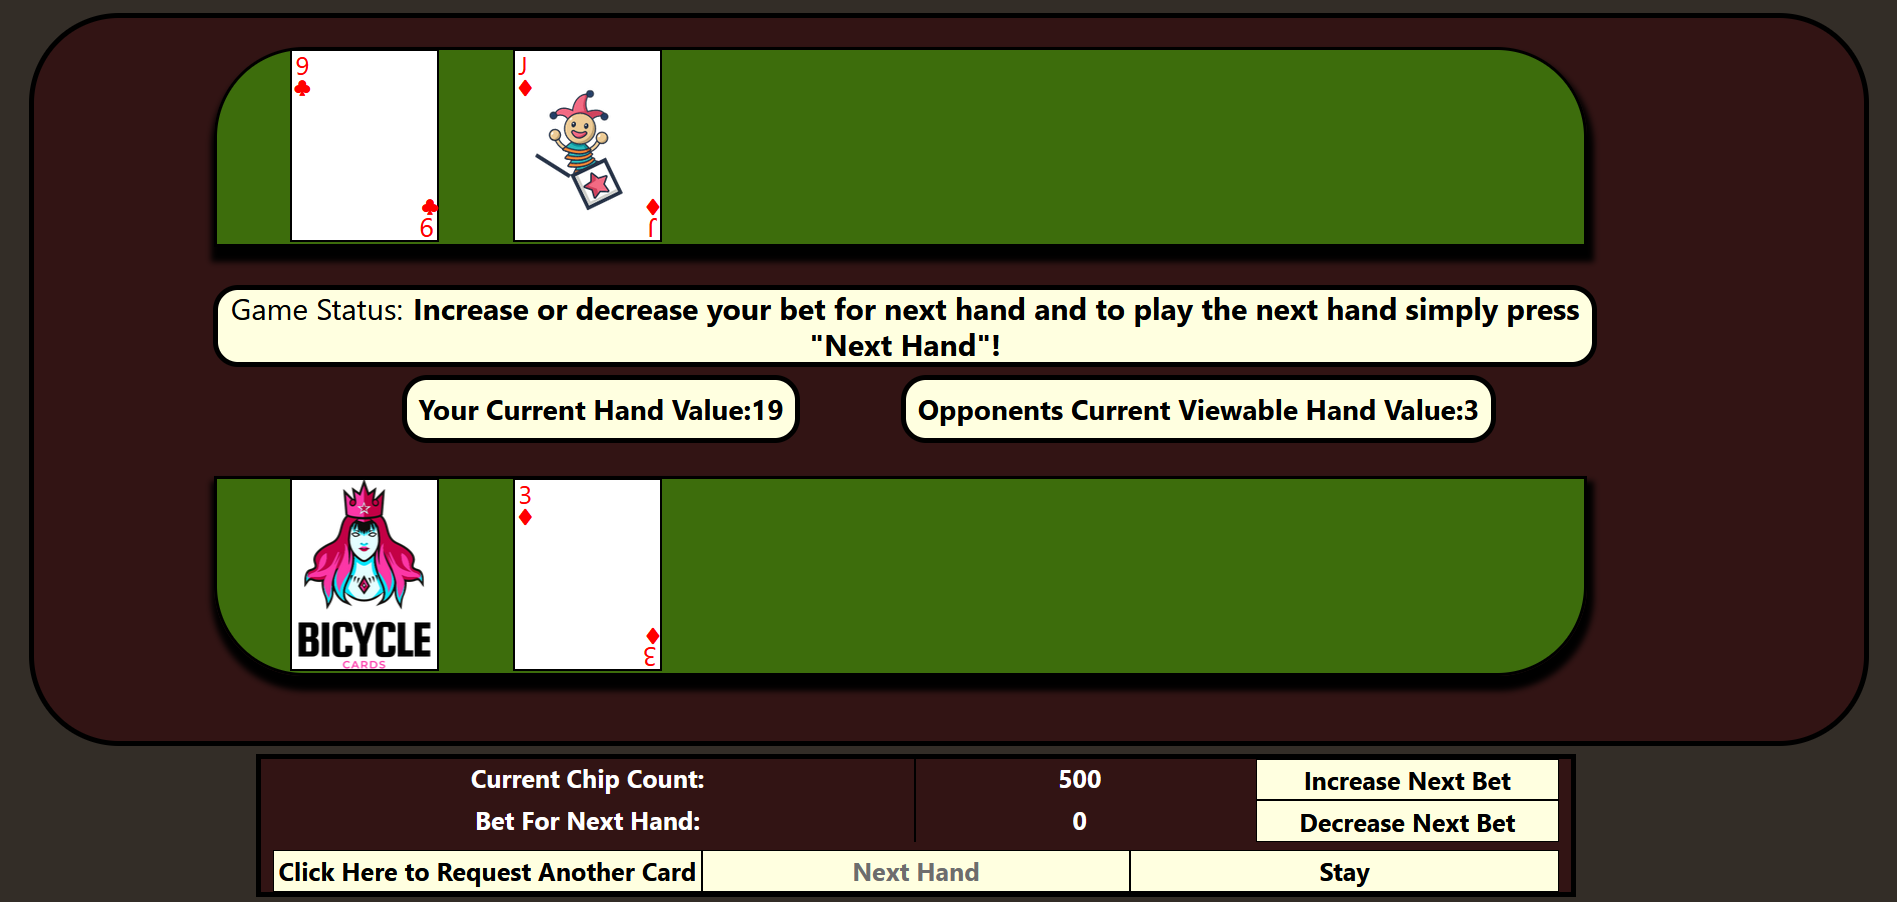 9
J
9
J
Game Status: Increase or decrease your bet for next hand and to play the next hand simply press
"Next Hand"!
Your Current Hand Value:19
Opponents Current Viewable Hand Value:3
3
BICYCLE
CARDS
3
Current Chip Count:
500
Increase Next Bet
Bet For Next Hand:
0
Decrease Next Bet
Click Here to Request Another Card
Next Hand
Stay